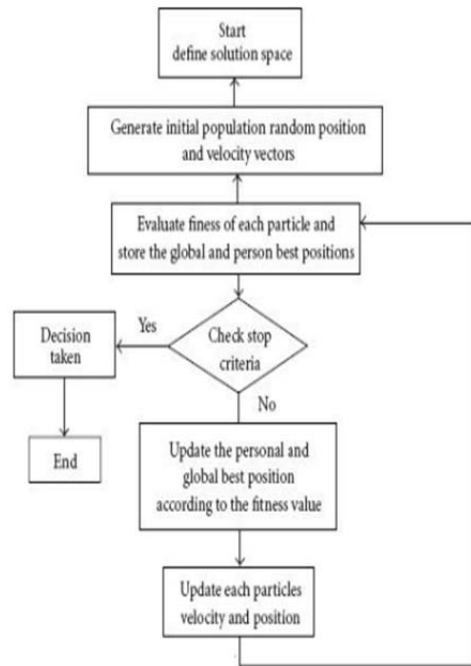 Start
define solution space
Generate initial population random position
and velocity vectors
Evaluate finess of each particle and
store the global and person best positions
Yes
Decision
taken
Check stop
criteria
No
End
Update the personal and
global best position
according to the fitness value
Update each particles
velocity and position